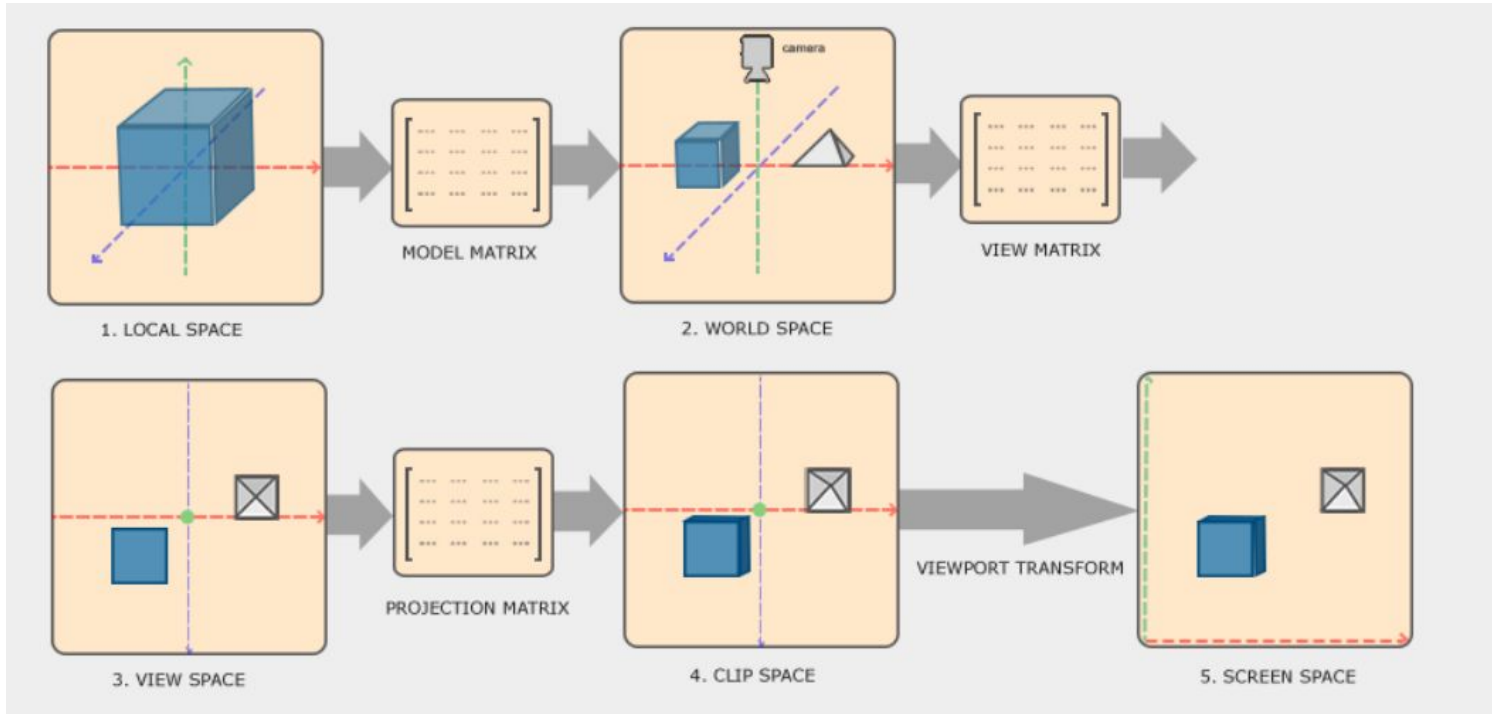 camera
MODEL MATRIX
VIEW MATRIX
1. LOCAL SPACE
2. WORLD SPACE
PROJECTION MATRIX
VIEWPORT TRANSFORM
3. VIEW SPACE
4. CLIP SPACE
5. SCREEN SPACE